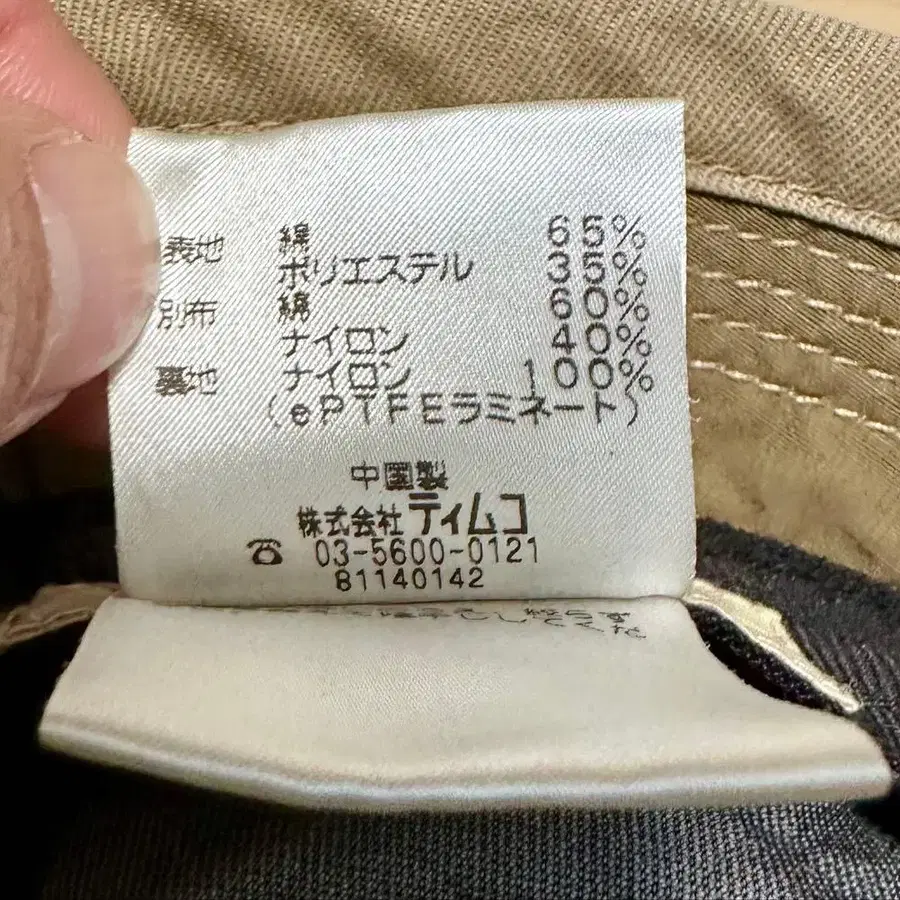 表地 綿 65%
ポリエステル 35%
別布 綿 60%
ナイロン 40%
裏地 ナイロン 100%
(ePTFEラミネート)
中国製
株式会社ティムコ
☎ 03-5600-0121
81140142